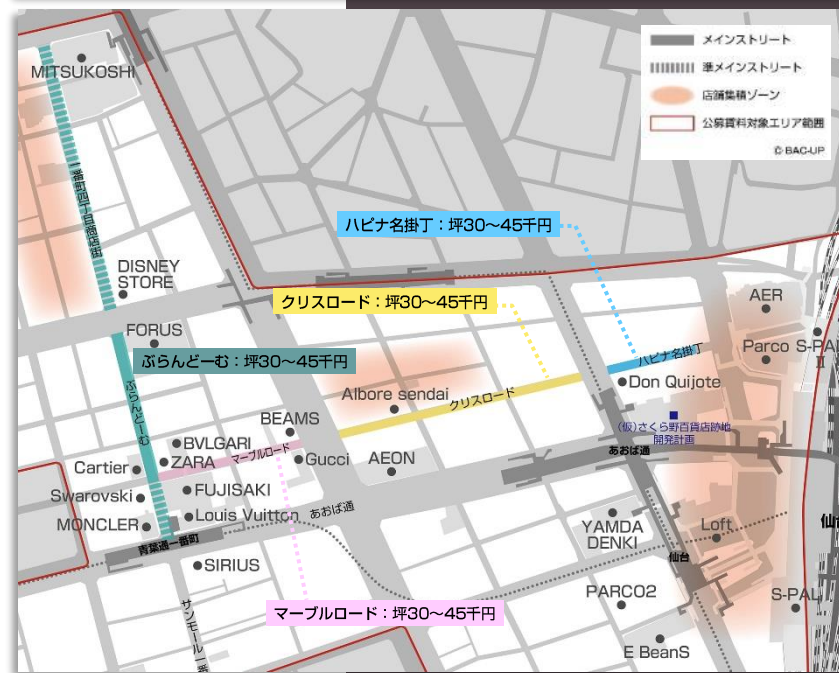 メインストリート
準メインストリート
店舗集積ゾーン
公募賃料対象エリア範囲
© BAC-UP
MITSUKOSHI
一番町四丁目商店街
ハピナ名掛丁：坪30～45千円
DISNEY
STORE
クリスロード：坪30～45千円
AER
FORUS
Parco
S-PAL
II
ぶらんどーむ：坪30～45千円
ハピナ名掛丁
ぶらんどーむ
Don Quijote
Albore sendai
クリスロード
(仮)さくら野百貨店跡地
開発計画
BEAMS
BVLGARI
マーブルロード
あおば通
ZARA
Gucci
AEON
Cartier
FUJISAKI
Swarovski
Louis Vuitton
あおば通
MONCLER
YAMDA
DENKI
Loft
仙台
青葉通一番町
SIRIUS
仙台
PARCO2
S-PAL
マーブルロード：坪30～45千円
サンモール一番
E BeanS